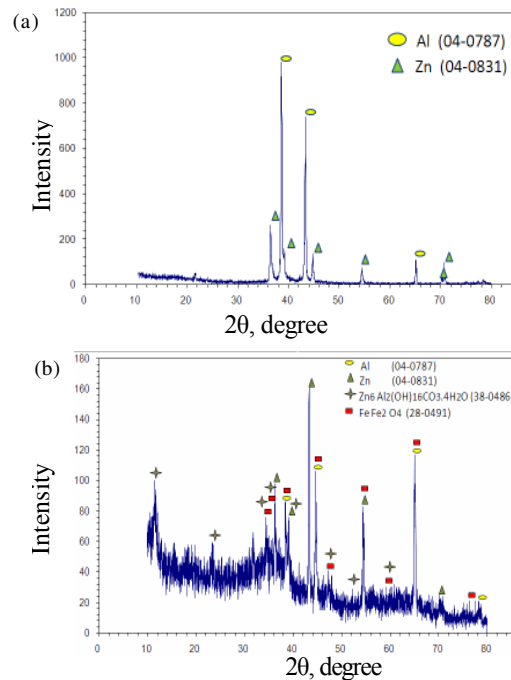 (a)
1200
1000
800
600
400
200
0
Intensity
Al (04-0787)
Zn (04-0831)
0 10 20 30 40 50 60 70 80
2θ, degree
(b)
180
160
140
120
100
80
60
40
20
0
Intensity
Al (04-0787)
Zn (04-0831)
Zn6 Al2(OH)16CO3.4H2O (38-0486
Fe Fe2 O4 (28-0491)
0 10 20 30 40 50 60 70 80
2θ, degree